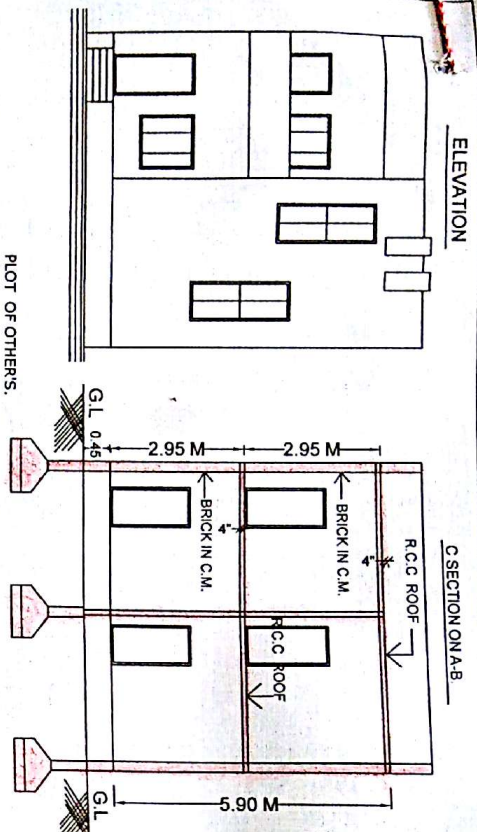 ELEVATION
PLOT OF OTHER'S.
C SECTION ON A-B.
R.C.C ROOF
4"
2.95 M
BRICK IN C.M.
4"
R.C.C ROOF
2.95 M
BRICK IN C.M.
5.90 M
G.L
0.45
G.L